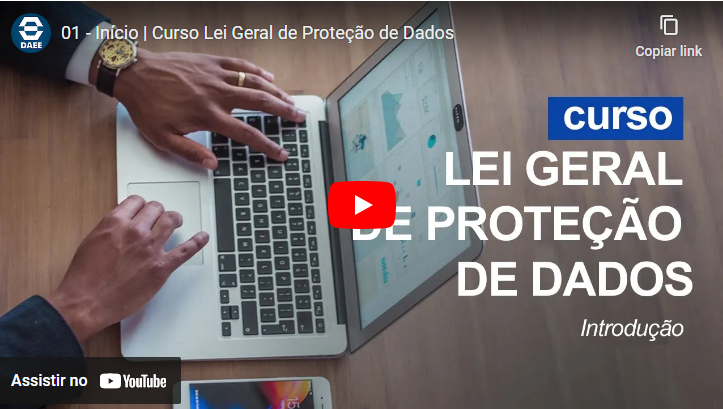 DAEE
01 - Início | Curso Lei Geral de Proteção de Dados
Copiar link
curso
LEI GERAL
DE PROTEÇÃO
DE DADOS
Introdução
Assistir no YouTube